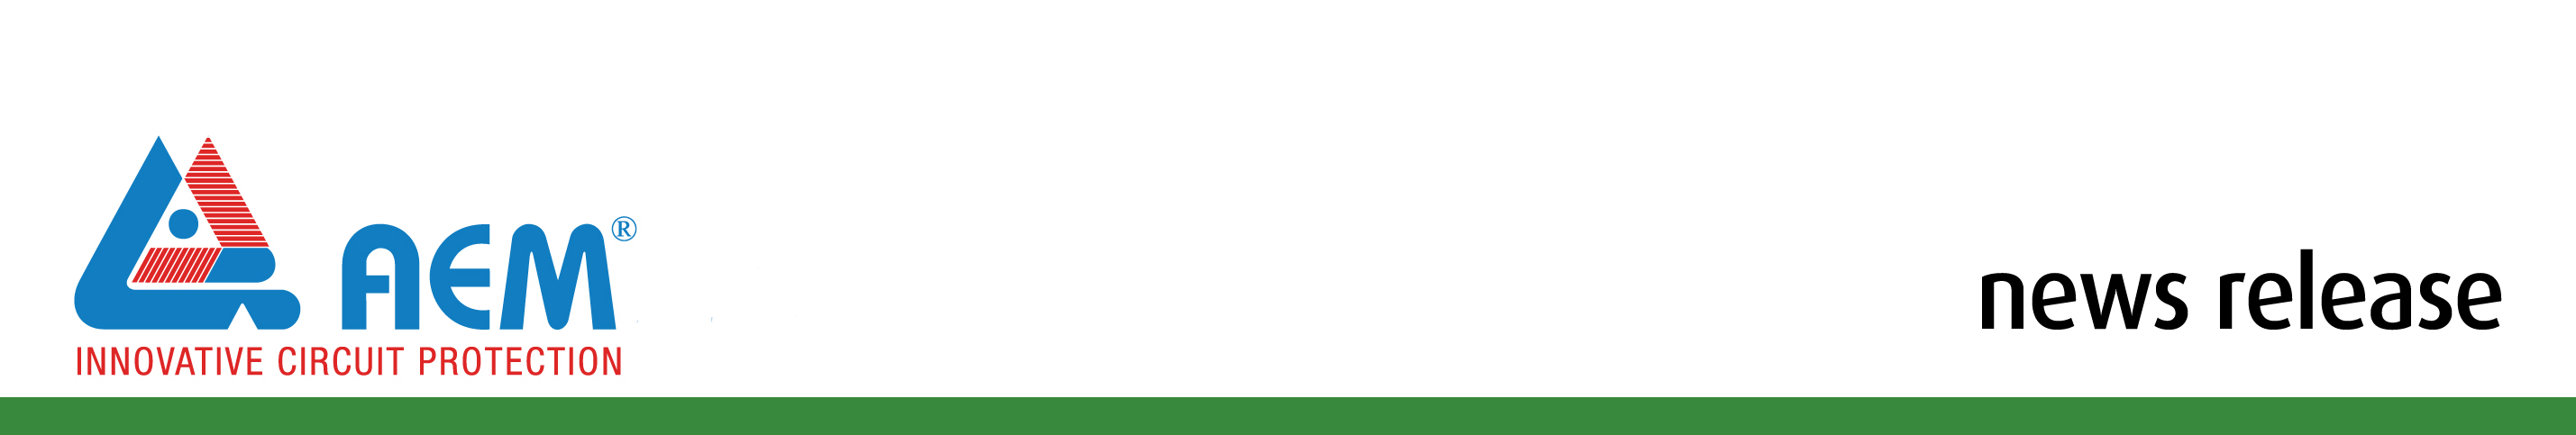 AEM®
news release
INNOVATIVE CIRCUIT PROTECTION